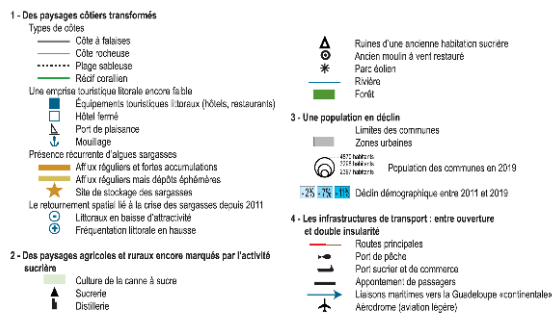 1 - Des paysages côtiers transformés
Types de côtes
Côte à falaises
Côte rocheuse
Plage sableuse
Récif corallien
Une emprise touristique litorale encore faible
Équipements touristiques littoraux (hôtels, restaurants)
Hôtel fermé
Port de plaisance
Mouillage
Présence récurrente d'algues sargasses
Afflux réguliers et fortes accumulations
Afflux réguliers mais dépôts éphémères
Site de stockage des sargasses
Le retournement spatial lié à la crise des sargasses depuis 2011
Littoraux en baisse d'attractivité
Fréquentation littorale en hausse
2 - Des paysages agricoles et ruraux encore marqués par l'activité
sucrière
Culture de la canne à sucre
Sucrerie
Distillerie
Ruines d'une ancienne habitation sucrière
Ancien moulin à vent restauré
Parc éolien
Rivière
Forêt
3 - Une population en déclin
Limites des communes
Zones urbaines
habitants
habitants
habitants
Population des communes en 2019
-2% -7% -11% Déclin démographique entre 2011 et 2019
4 - Les infrastructures de transport : entre ouverture
et double insularité
Routes principales
Port de pêche
Port sucrier et de commerce
Appontement de passagers
Liaisons maritimes vers la Guadeloupe «continentale»
Aérodrome (aviation légère)